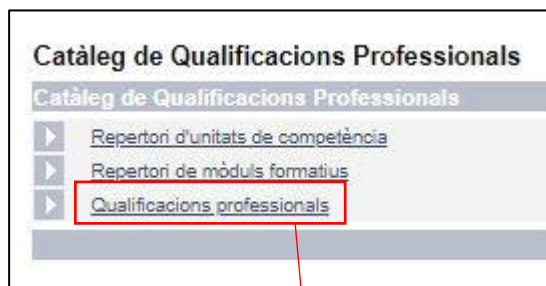 Catàleg de Qualificacions Professionals
Catàleg de Qualificacions Professionals
Repertori d'unitats de competència
Repertori de mòduls formatius
Qualificacions professionals